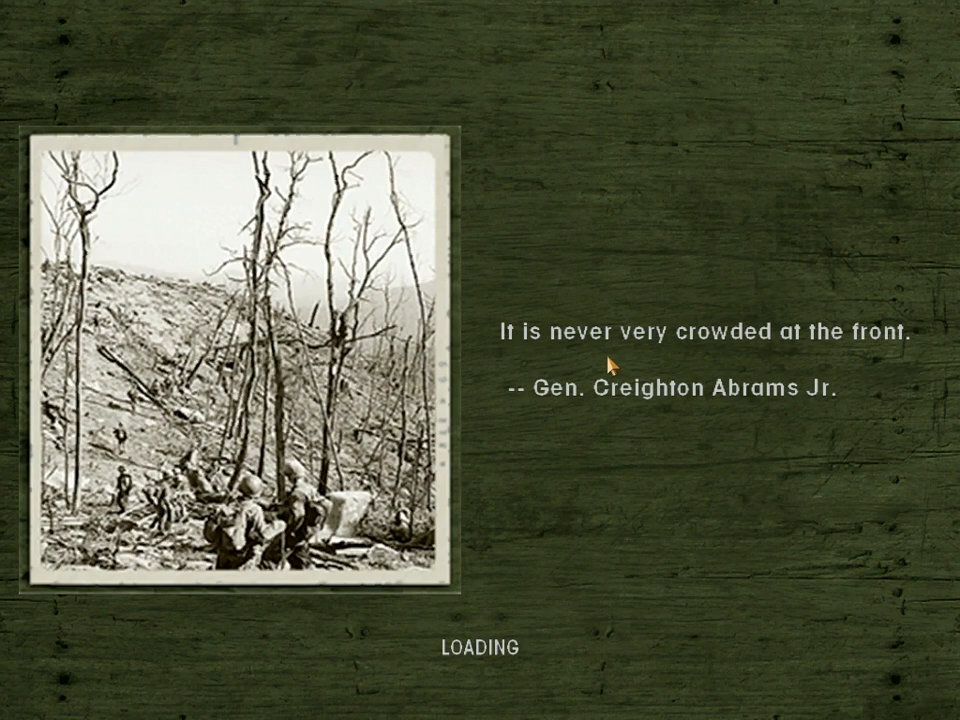 It is never very crowded at the front.
-- Gen. Creighton Abrams Jr.
LOADING